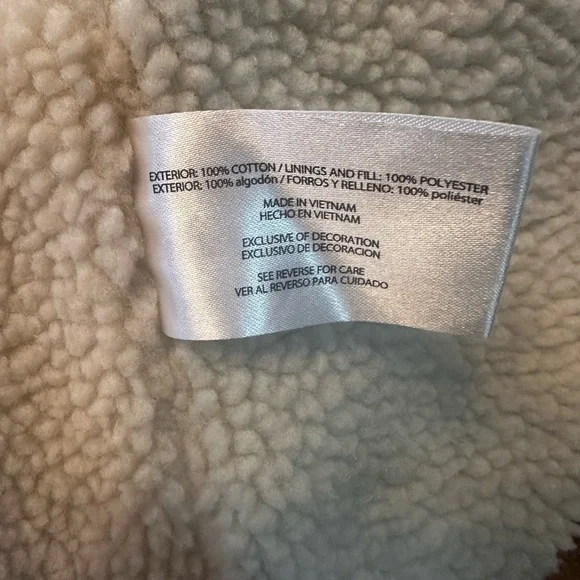 EXTERIOR: 100% COTTON / LININGS AND FILL: 100% POLYESTER
EXTERIOR: 100% algodón / FORROS Y RELLENO: 100% poliéster
MADE IN VIETNAM
HECHO EN VIETNAM
EXCLUSIVE OF DECORATION
EXCLUSIVO DE DECORACION
SEE REVERSE FOR CARE
VER AL REVERSO PARA CUIDADO